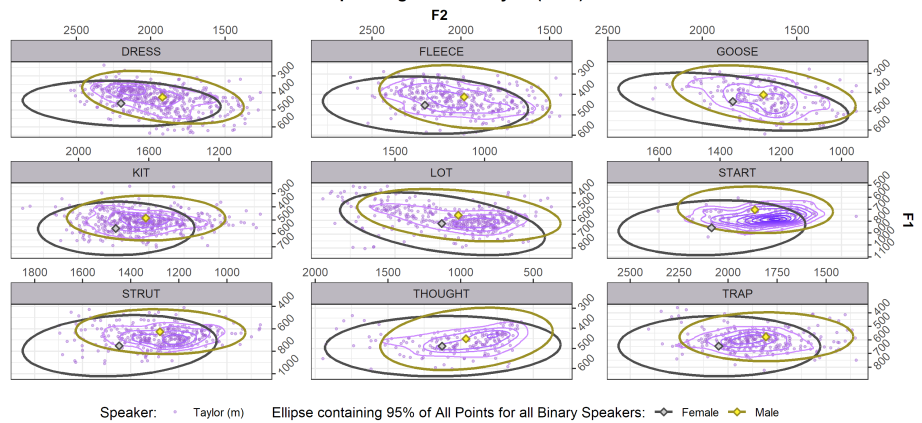 F2
2500 2200 1900 1500
DRESS
300
400
500
600
2500 2000 1500
FLEECE
300
400
500
600
2500 2000 1500
GOOSE
300
400
500
600
2000 1600 1200
KIT
300
500
600
700
1500 1000
LOT
400
500
600
700
800
1600 1400 1200 1000
START
500
600
700
800
900
1000
1100
F1
1800 1600 1400 1200 1000
STRUT
400
600
800
1000
2000 1500 1000 500
THOUGHT
300
400
500
600
2500 2250 2000 1750 1500
TRAP
400
500
600
700
800
Speaker: Taylor (m) Ellipse containing 95% of All Points for all Binary Speakers: Female Male